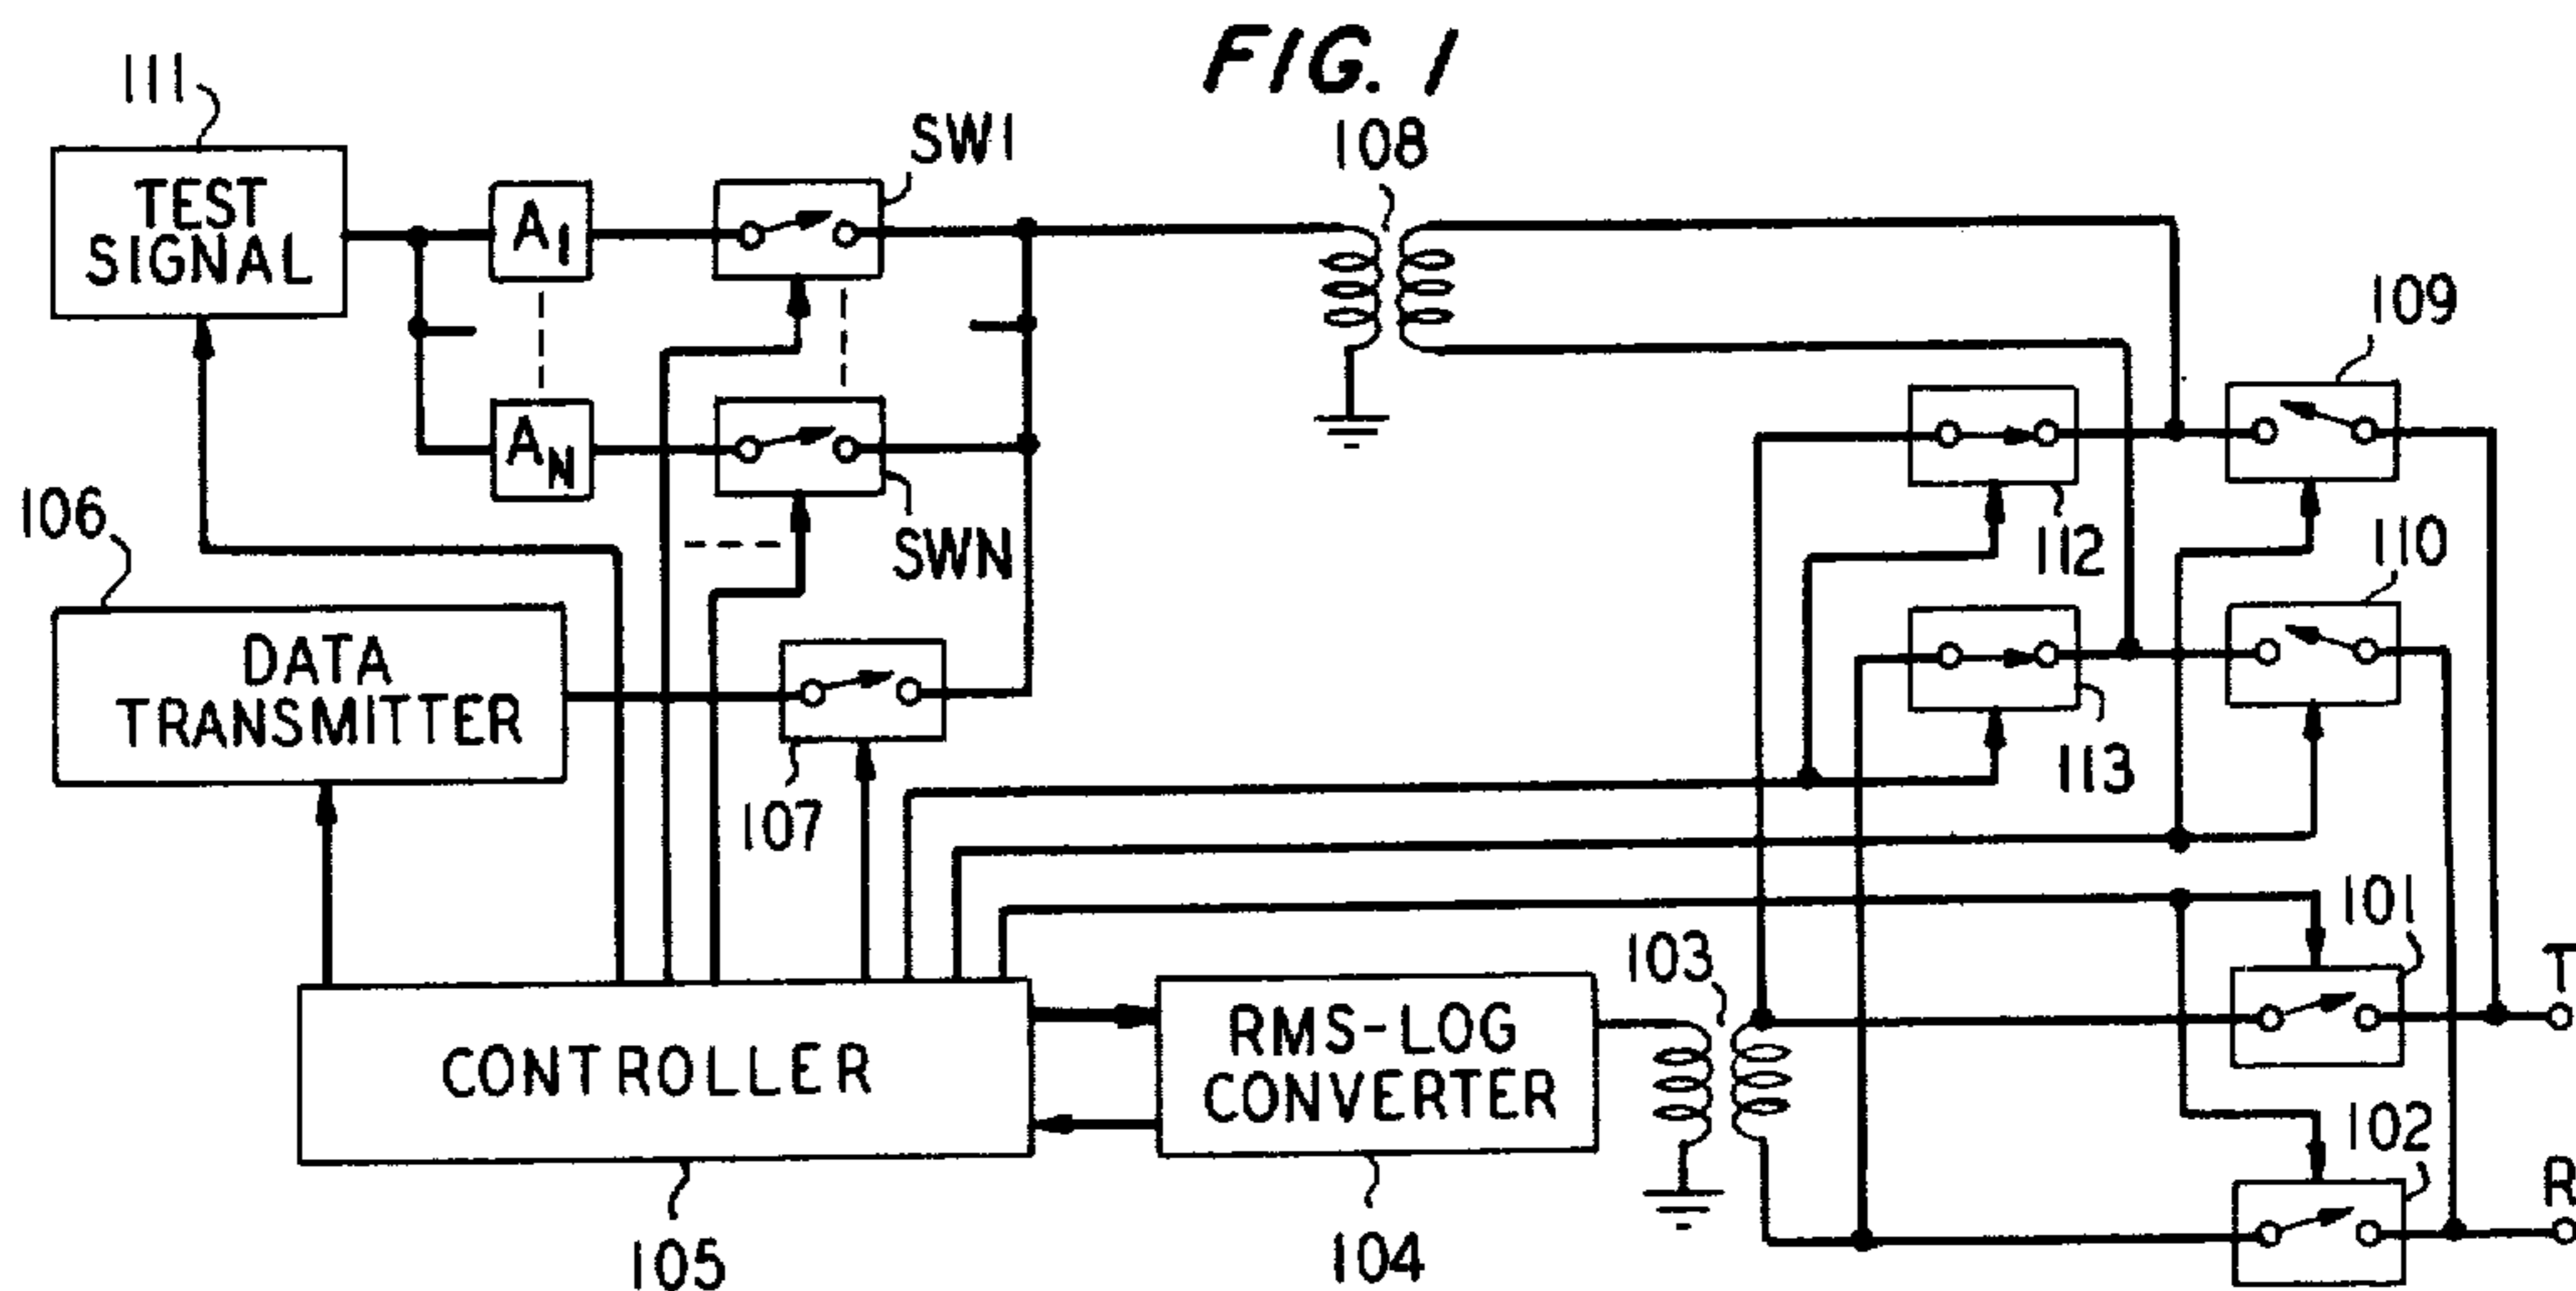 FIG. 1
111
TEST
SIGNAL
A1
SW1
108
109
AN
SWN
112
110
106
DATA
TRANSMITTER
107
113
101
T
103
CONTROLLER
RMS-LOG
CONVERTER
102
R
105
104